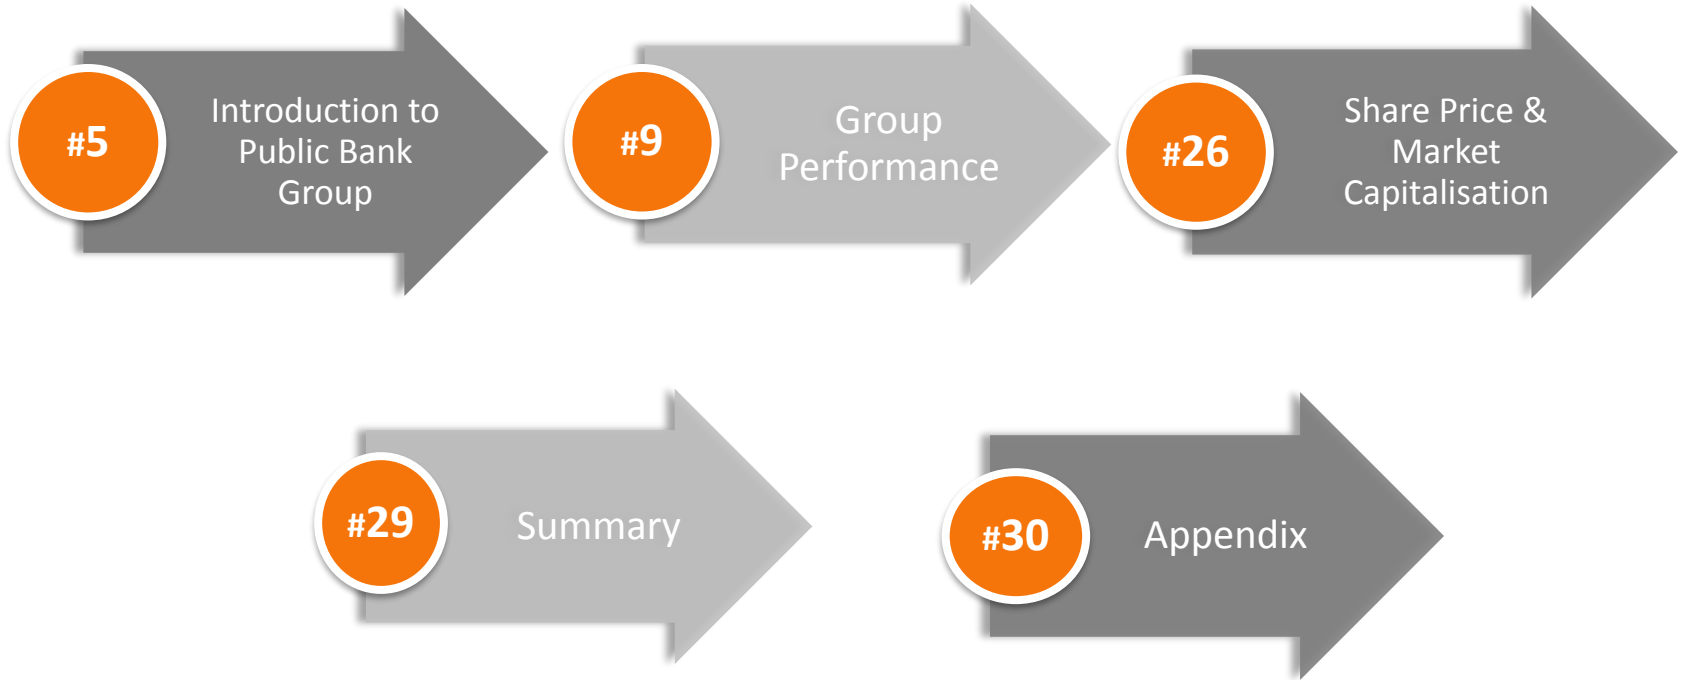 #5
Introduction to
Public Bank
Group
#9
Group
Performance
#26
Share Price &
Market
Capitalisation
#29
Summary
#30
Appendix